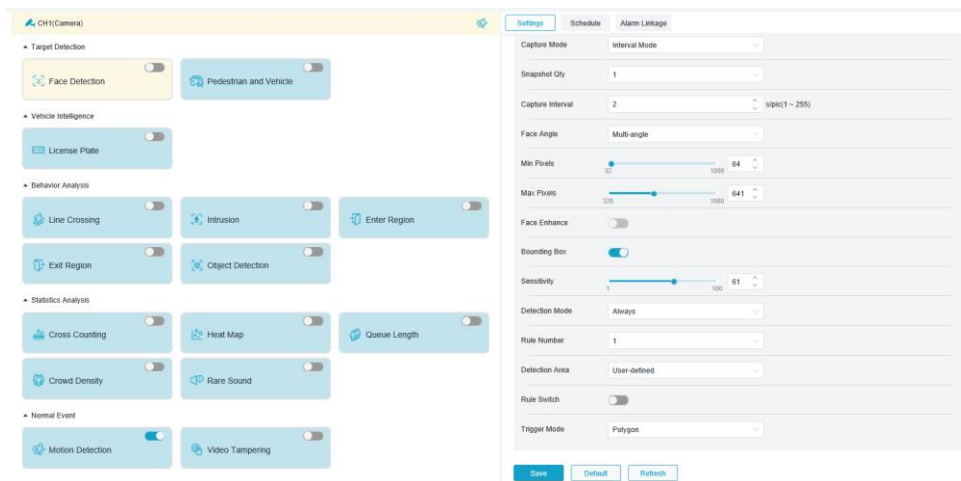 CH1(Camera)
Target Detection
Face Detection
Pedestrian and Vehicle
Vehicle Intelligence
License Plate
Behavior Analysis
Line Crossing
Intrusion
Enter Region
Exit Region
Object Detection
Statistics Analysis
Cross Counting
Heat Map
Queue Length
Crowd Density
Rare Sound
Normal Event
Motion Detection
Video Tampering
Settings Schedule Alarm Linkage
Capture Mode Interval Mode
Snapshot Qty 1
Capture Interval 2 s/pic(1 ~ 255)
Face Angle Multi-angle
Min Pixels 64
32 1000
Max Pixels 641
328 1000
Face Enhance
Bounding Box
Sensitivity 61
1 100
Detection Mode Always
Rule Number 1
Detection Area User-defined
Rule Switch
Trigger Mode Polygon
Save Default Refresh